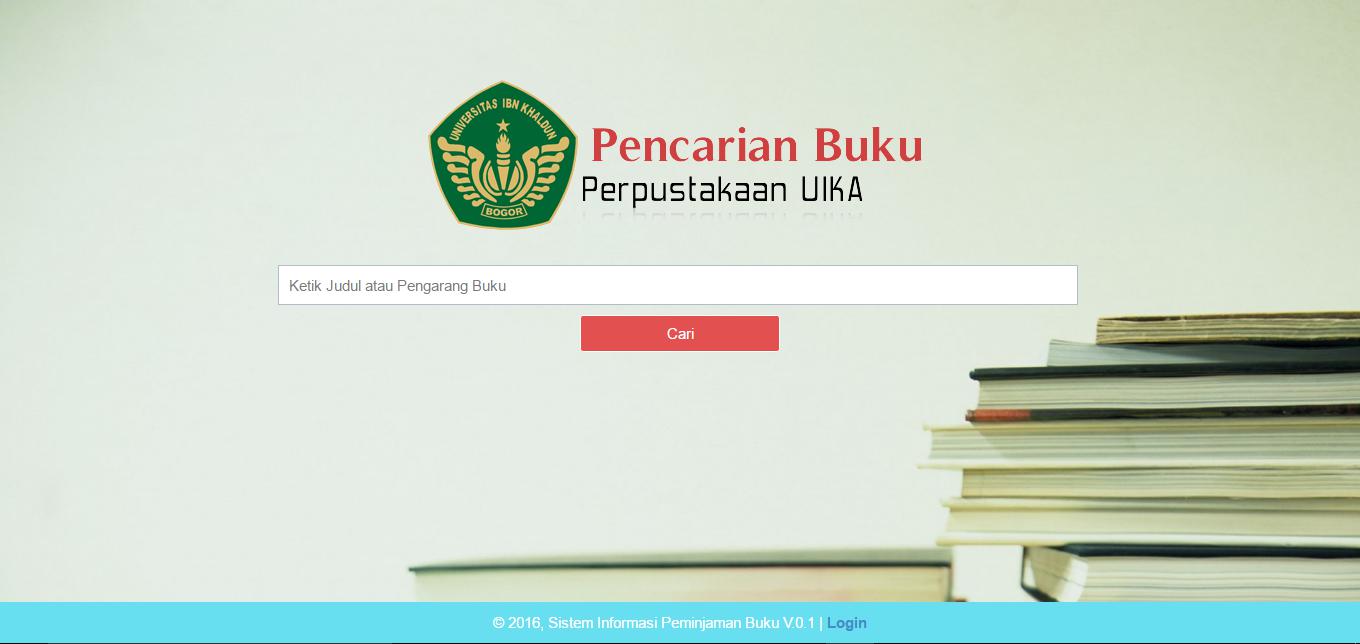 UNIVERSITAS IBN KHALDUN
BOGOR
Pencarian Buku
Perpustakaan UIKA
Ketik Judul atau Pengarang Buku
Cari
© 2016, Sistem Informasi Peminjaman Buku V.0.1 | Login